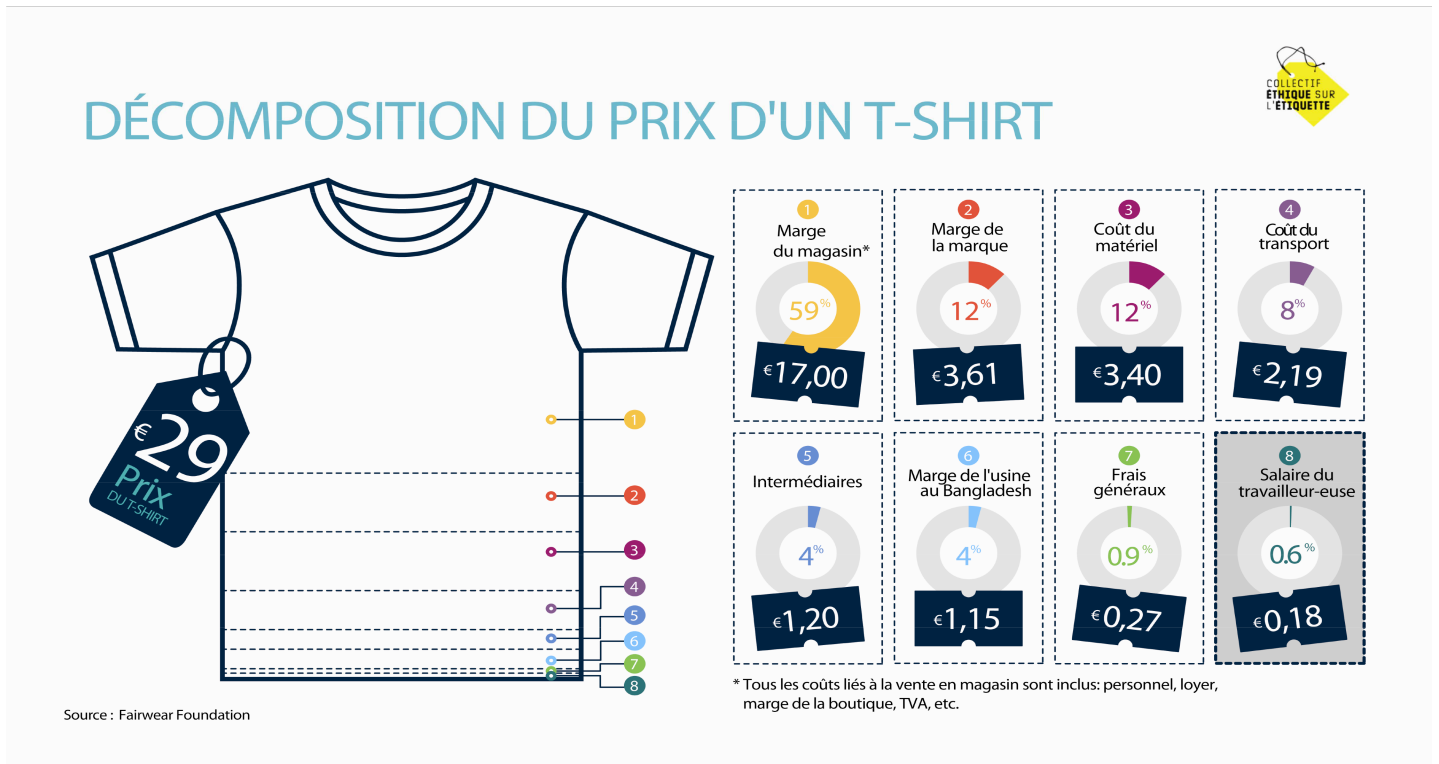 COLLECTIF
ÉTHIQUE SUR
L'ÉTIQUETTE
DÉCOMPOSITION DU PRIX D'UN T-SHIRT
€29
Prix
DU T-SHIRT
1
2
3
4
5
6
7
8
1
Marge
du magasin*
59%
€17,00
2
Marge de
la marque
12%
€3,61
3
Coût du
matériel
12%
€3,40
4
Coût du
transport
8%
€2,19
5
Intermédiaires
4%
€1,20
6
Marge de l'usine
au Bangladesh
4%
€1,15
7
Frais
généraux
0.9%
€0,27
8
Salaire du
travailleur-euse
0.6%
€0,18
* Tous les coûts liés à la vente en magasin sont inclus: personnel, loyer,
marge de la boutique, TVA, etc.
Source : Fairwear Foundation